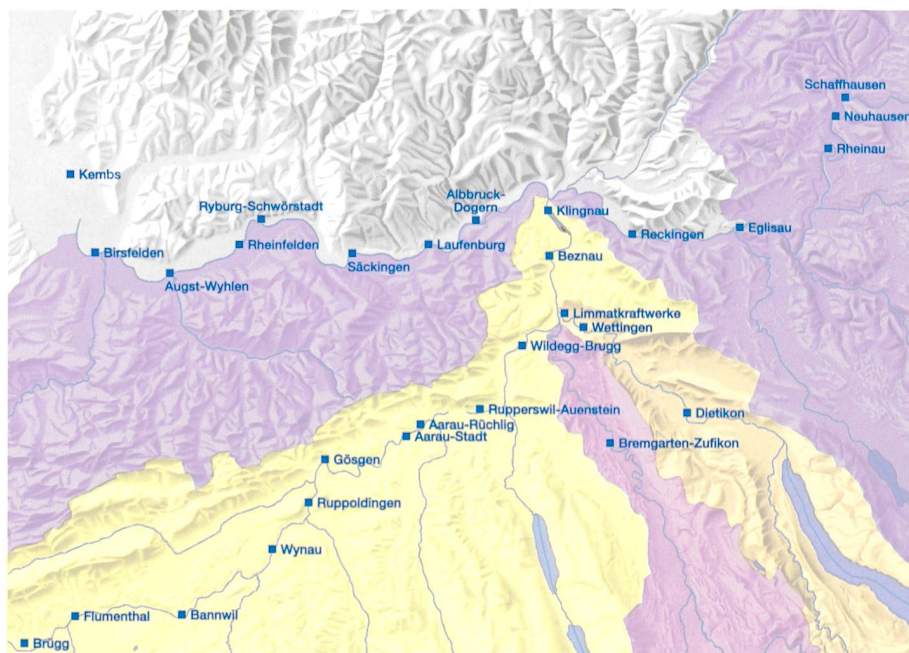 Schaffhausen
Neuhausen
Rheinau
Kembs
Albbruck-
Dogern
Ryburg-Schwörstadt
Klingnau
Eglisau
Reckingen
Birsfelden
Rheinfelden
Laufenburg
Säckingen
Beznau
Augst-Wyhlen
Limmatkraftwerke
Wettingen
Wildegg-Brugg
Rupperswil-Auenstein
Dietikon
Aarau-Rüchlig
Aarau-Stadt
Bremgarten-Zufikon
Gösgen
Ruppoldingen
Wynau
Flumenthal
Bannwil
Brügg